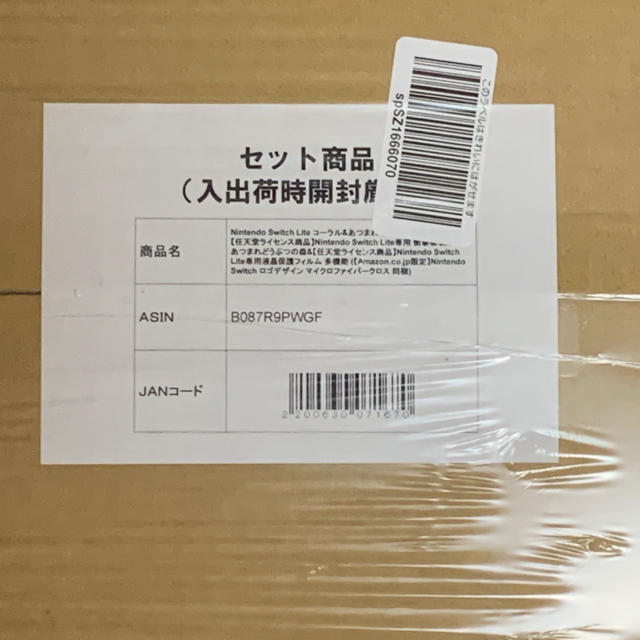 このラベルはきれいにはがせます
spSZ1666070
セット商品
(入出荷時開封厳
商品名
Nintendo Switch Lite コーラル&あつまれ
【任天堂ライセンス商品】Nintendo Switch Lite専用
あつまれどうぶつの森&【任天堂ライセンス商品】Nintendo Switch
Lite専用液晶保護フィルム 多機能 (【Amazon.co.jp限定】Nintendo
Switch ロゴデザイン マイクロファイバークロス 同梱)
ASIN
B087R9PWGF
JANコード
2 200630 071670